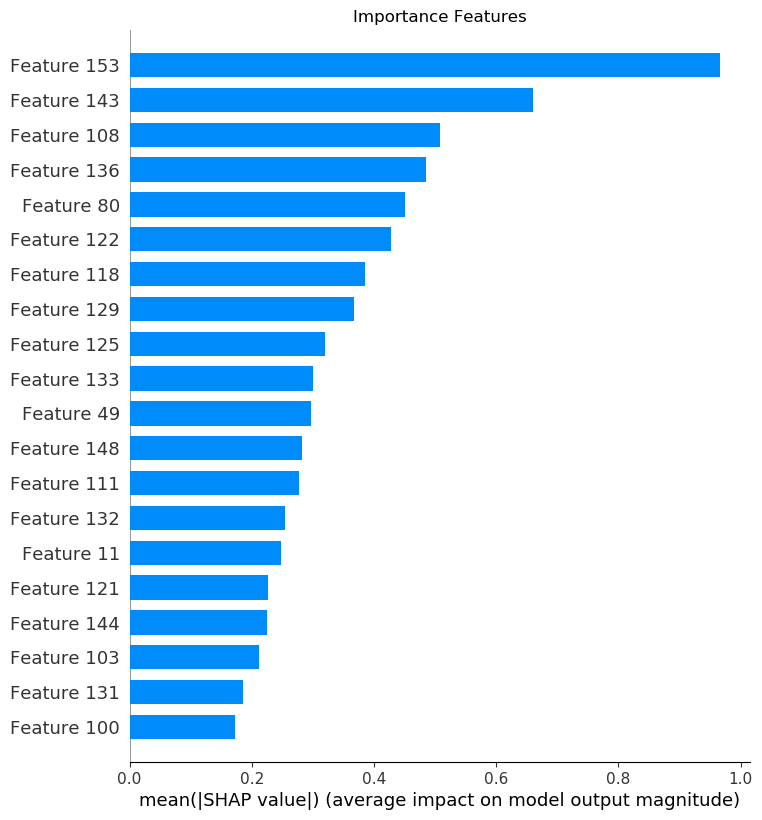 Importance Features
Feature 153
Feature 143
Feature 108
Feature 136
Feature 80
Feature 122
Feature 118
Feature 129
Feature 125
Feature 133
Feature 49
Feature 148
Feature 111
Feature 132
Feature 11
Feature 121
Feature 144
Feature 103
Feature 131
Feature 100
0.0 0.2 0.4 0.6 0.8 1.0
mean(|SHAP value|) (average impact on model output magnitude)